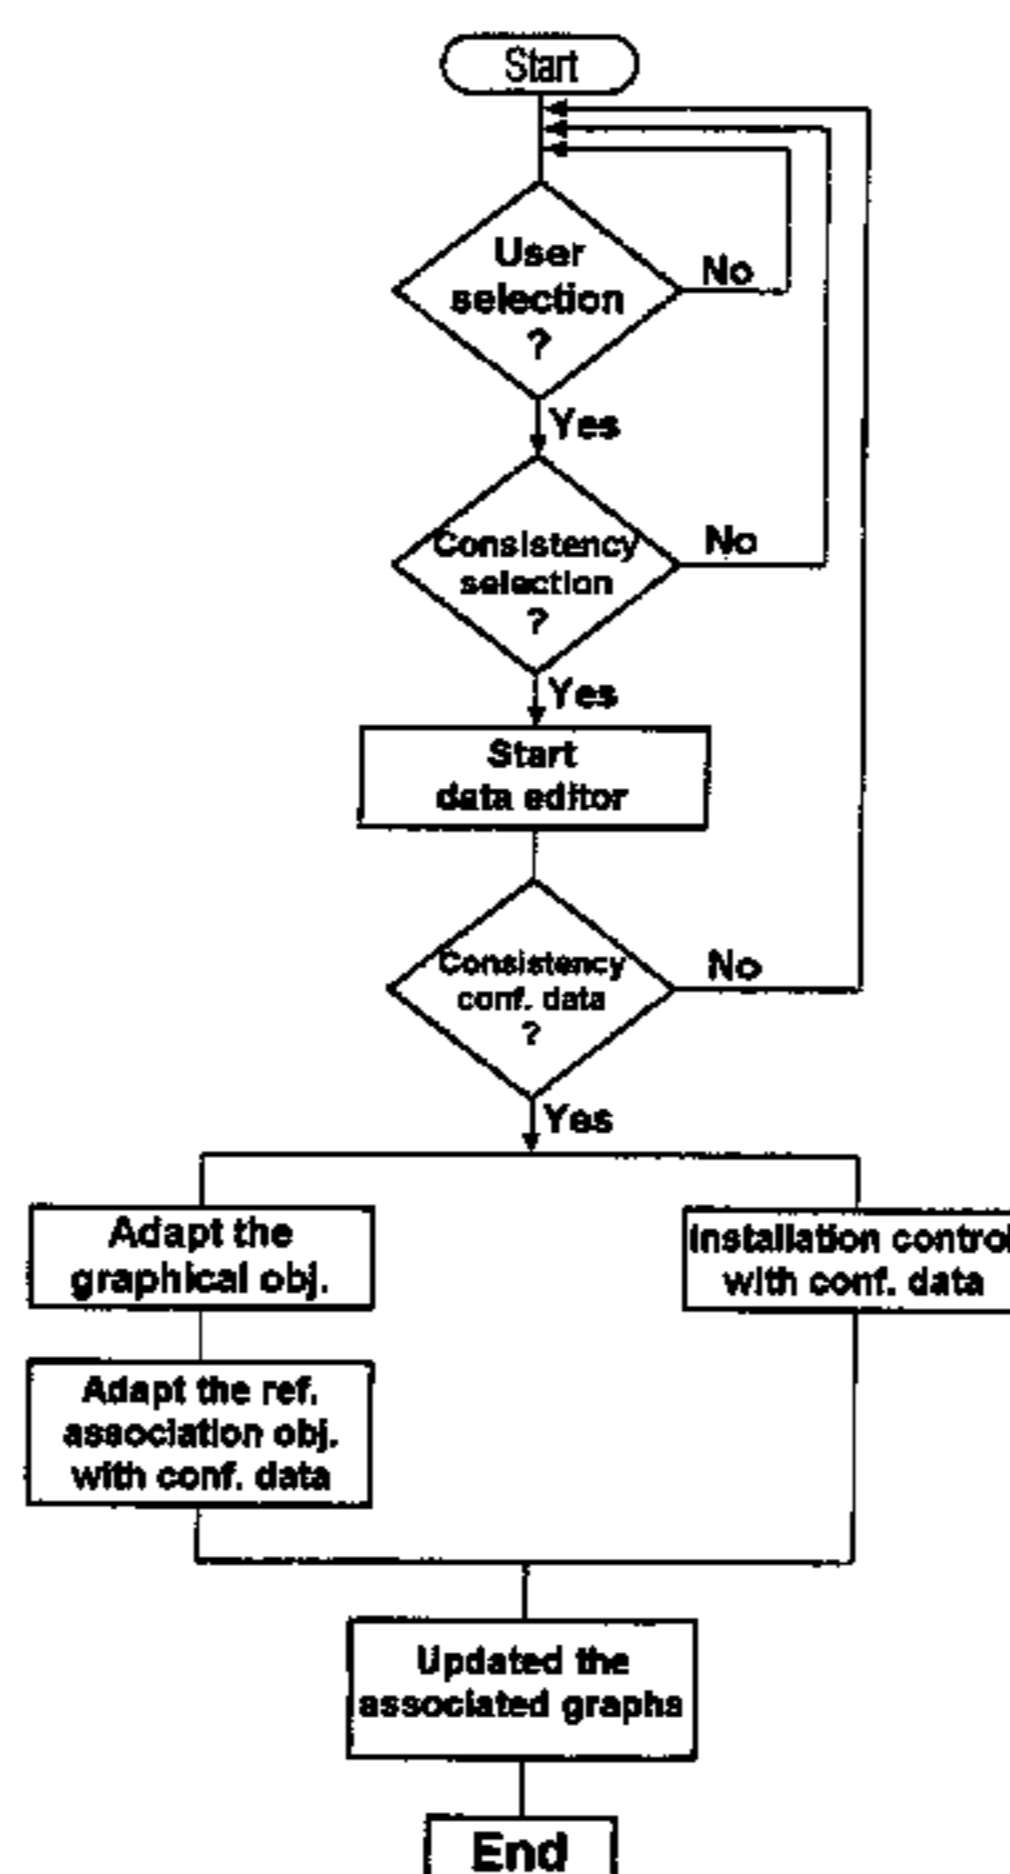 Start
User
selection
?
No
Yes
Consistency
selection
?
No
Yes
Start
data editor
Consistency
conf. data
?
No
Yes
Adapt the
graphical obj.
Installation control
with conf. data
Adapt the ref.
association obj.
with conf. data
Updated the
associated graphs
End